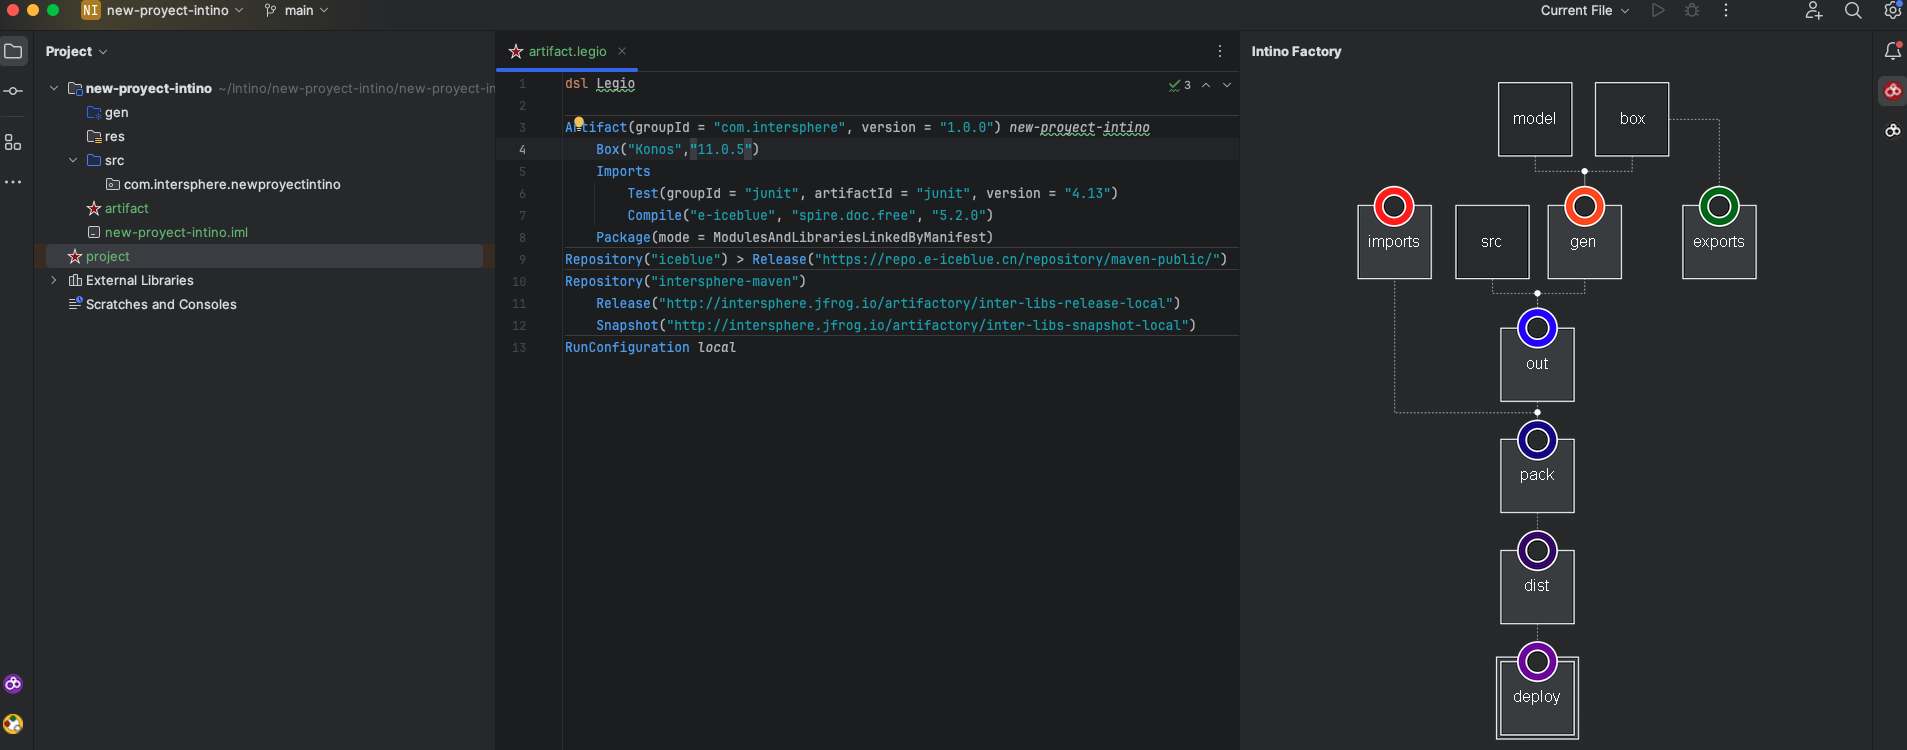 NI new-proyect-intino main Current File
Project
new-proyect-intino ~/Intino/new-proyect-intino/new-proyect-in
gen
res
src
com.intersphere.newproyectintino
artifact
new-proyect-intino.iml
project
External Libraries
Scratches and Consoles
artifact.legio
3
1 dsl Legio
2
3 Artifact(groupId = "com.intersphere", version = "1.0.0") new-proyect-intino
4 Box("Konos","11.0.5")
5 Imports
6 Test(groupId = "junit", artifactId = "junit", version = "4.13")
7 Compile("e-iceblue", "spire.doc.free", "5.2.0")
8 Package(mode = ModulesAndLibrariesLinkedByManifest)
9 Repository("iceblue") > Release("https://repo.e-iceblue.cn/repository/maven-public/")
10 Repository("intersphere-maven")
11 Release("http://intersphere.jfrog.io/artifactory/inter-libs-release-local")
12 Snapshot("http://intersphere.jfrog.io/artifactory/inter-libs-snapshot-local")
13 RunConfiguration local
Intino Factory
model box
imports src gen exports
out
pack
dist
deploy